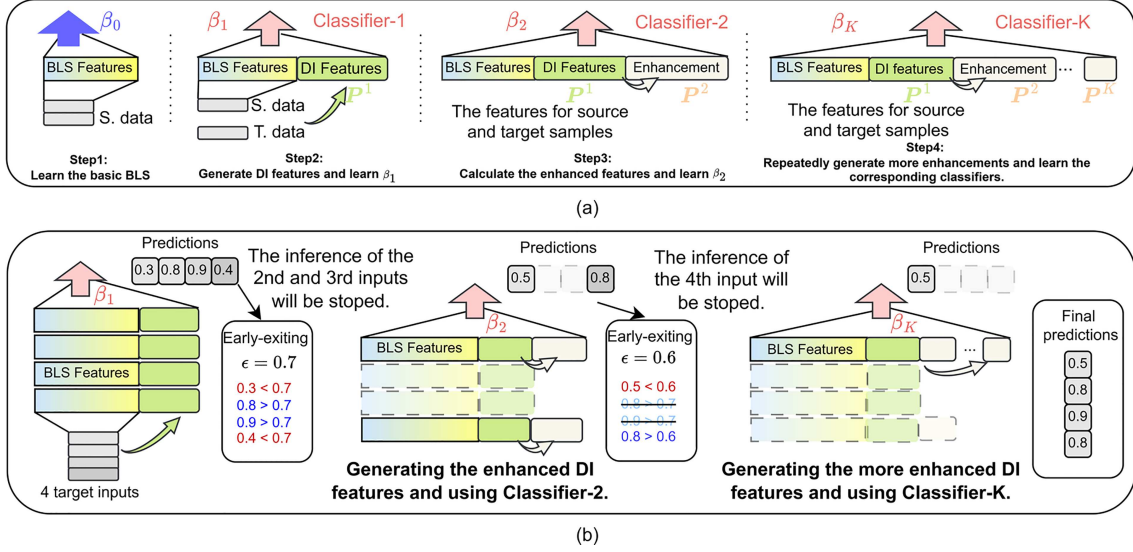 β0
BLS Features
S. data
Step1:
Learn the basic BLS
β1
Classifier-1
BLS Features
DI Features
P^1
S. data
T. data
Step2:
Generate DI features and learn β1
β2
Classifier-2
BLS Features
DI Features
Enhancement
P^1
P^2
The features for source
and target samples
Step3:
Calculate the enhanced features and learn β2
βK
Classifier-K
BLS Features
DI features
Enhancement
...
P^1
P^2
P^K
The features for source
and target samples
Step4:
Repeatedly generate more enhancements and learn the
corresponding classifiers.
(a)
Predictions
0.3 0.8 0.9 0.4
β1
BLS Features
4 target inputs
The inference of the
2nd and 3rd inputs
will be stoped.
Early-exiting
ϵ = 0.7
0.3 < 0.7
0.8 > 0.7
0.9 > 0.7
0.4 < 0.7
Predictions
0.5 0.8
β2
BLS Features
Generating the enhanced DI
features and using Classifier-2.
The inference of
the 4th input will
be stoped.
Early-exiting
ϵ = 0.6
0.5 < 0.6
0.8 > 0.7
0.8 > 0.7
0.8 > 0.6
Predictions
0.5
βK
BLS Features
...
Generating the more enhanced DI
features and using Classifier-K.
Final
predictions
0.5
0.8
0.9
0.8
(b)